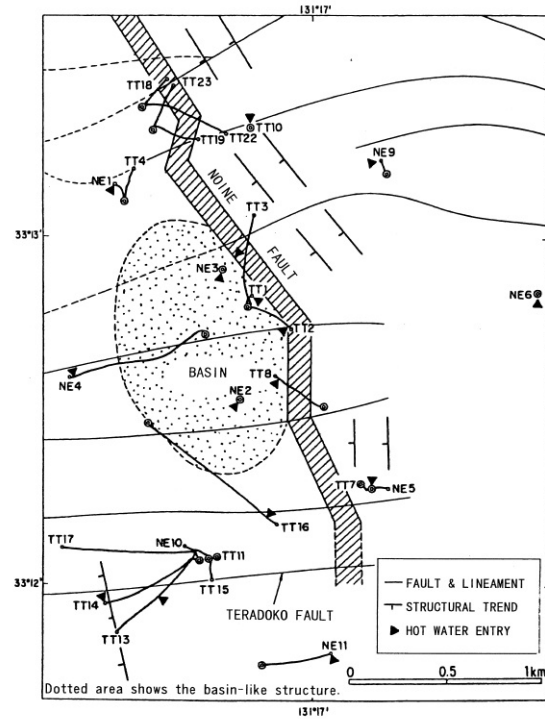 131°17'
TT18
TT23
TT10
TT19
TT22
TT4
NE1
NE9
NOINE
TT3
33°13'
FAULT
NE3
NE6
TT1
TT2
BASIN
TT8
NE4
NE2
TT7
NE5
TT16
TT17
NE10
TT11
33°12'
TT15
TT14
TERADOKO FAULT
TT13
NE11
FAULT & LINEAMENT
STRUCTURAL TREND
HOT WATER ENTRY
0 0.5 1km
Dotted area shows the basin-like structure.
131°17'